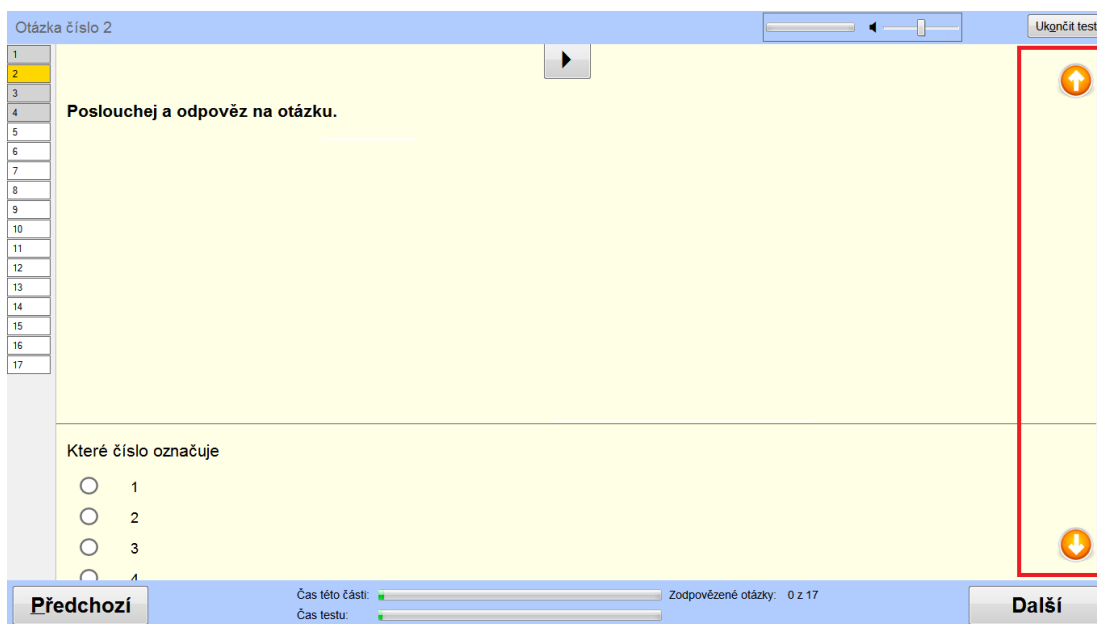 Otázka číslo 2
Ukončit test
1
2
3
4
5
6
7
8
9
10
11
12
13
14
15
16
17
Poslouchej a odpověz na otázku.
Které číslo označuje
1
2
3
4
Předchozí
Čas této části:
Čas testu:
Zodpovězené otázky: 0 z 17
Další